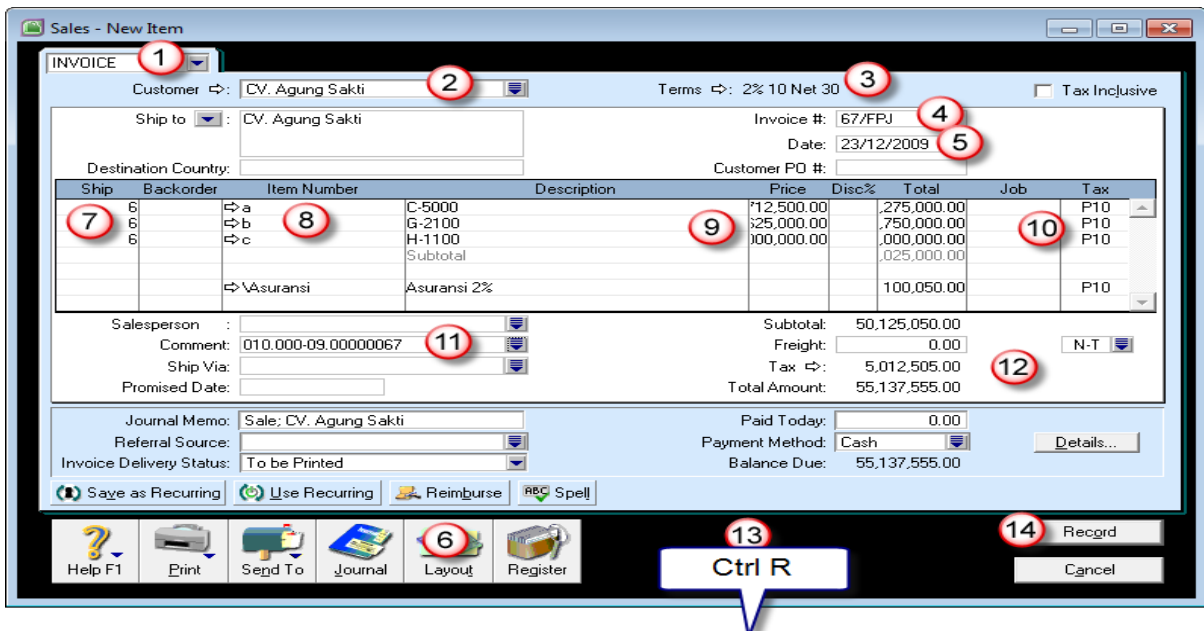 Sales - New Item
INVOICE 1
Customer : CV. Agung Sakti 2 Terms : 2% 10 Net 30 3 Tax Inclusive
Ship to : CV. Agung Sakti Invoice #: 67/FPJ 4
Date: 23/12/2009 5
Destination Country: Customer PO #:
Ship Backorder Item Number Description Price Disc% Total Job Tax
7 6 a 8 C-5000 712,500.00 ,275,000.00 P10
6 b G-2100 9 625,000.00 ,750,000.00 10 P10
6 c H-1100 000,000.00 ,000,000.00 P10
Subtotal ,025,000.00
\Asuransi Asuransi 2% 100,050.00 P10
Salesperson : Subtotal: 50,125,050.00
Comment: 010.000-09.00000067 11 Freight: 0.00 N-T
Ship Via: Tax : 5,012,505.00 12
Promised Date: Total Amount: 55,137,555.00
Journal Memo: Sale; CV. Agung Sakti Paid Today: 0.00
Referral Source: Payment Method: Cash Details...
Invoice Delivery Status: To be Printed Balance Due: 55,137,555.00
Save as Recurring Use Recurring Reimburse ABC Spell
6 13 14 Record
Help F1 Print Send To Journal Layout Register Ctrl R Cancel